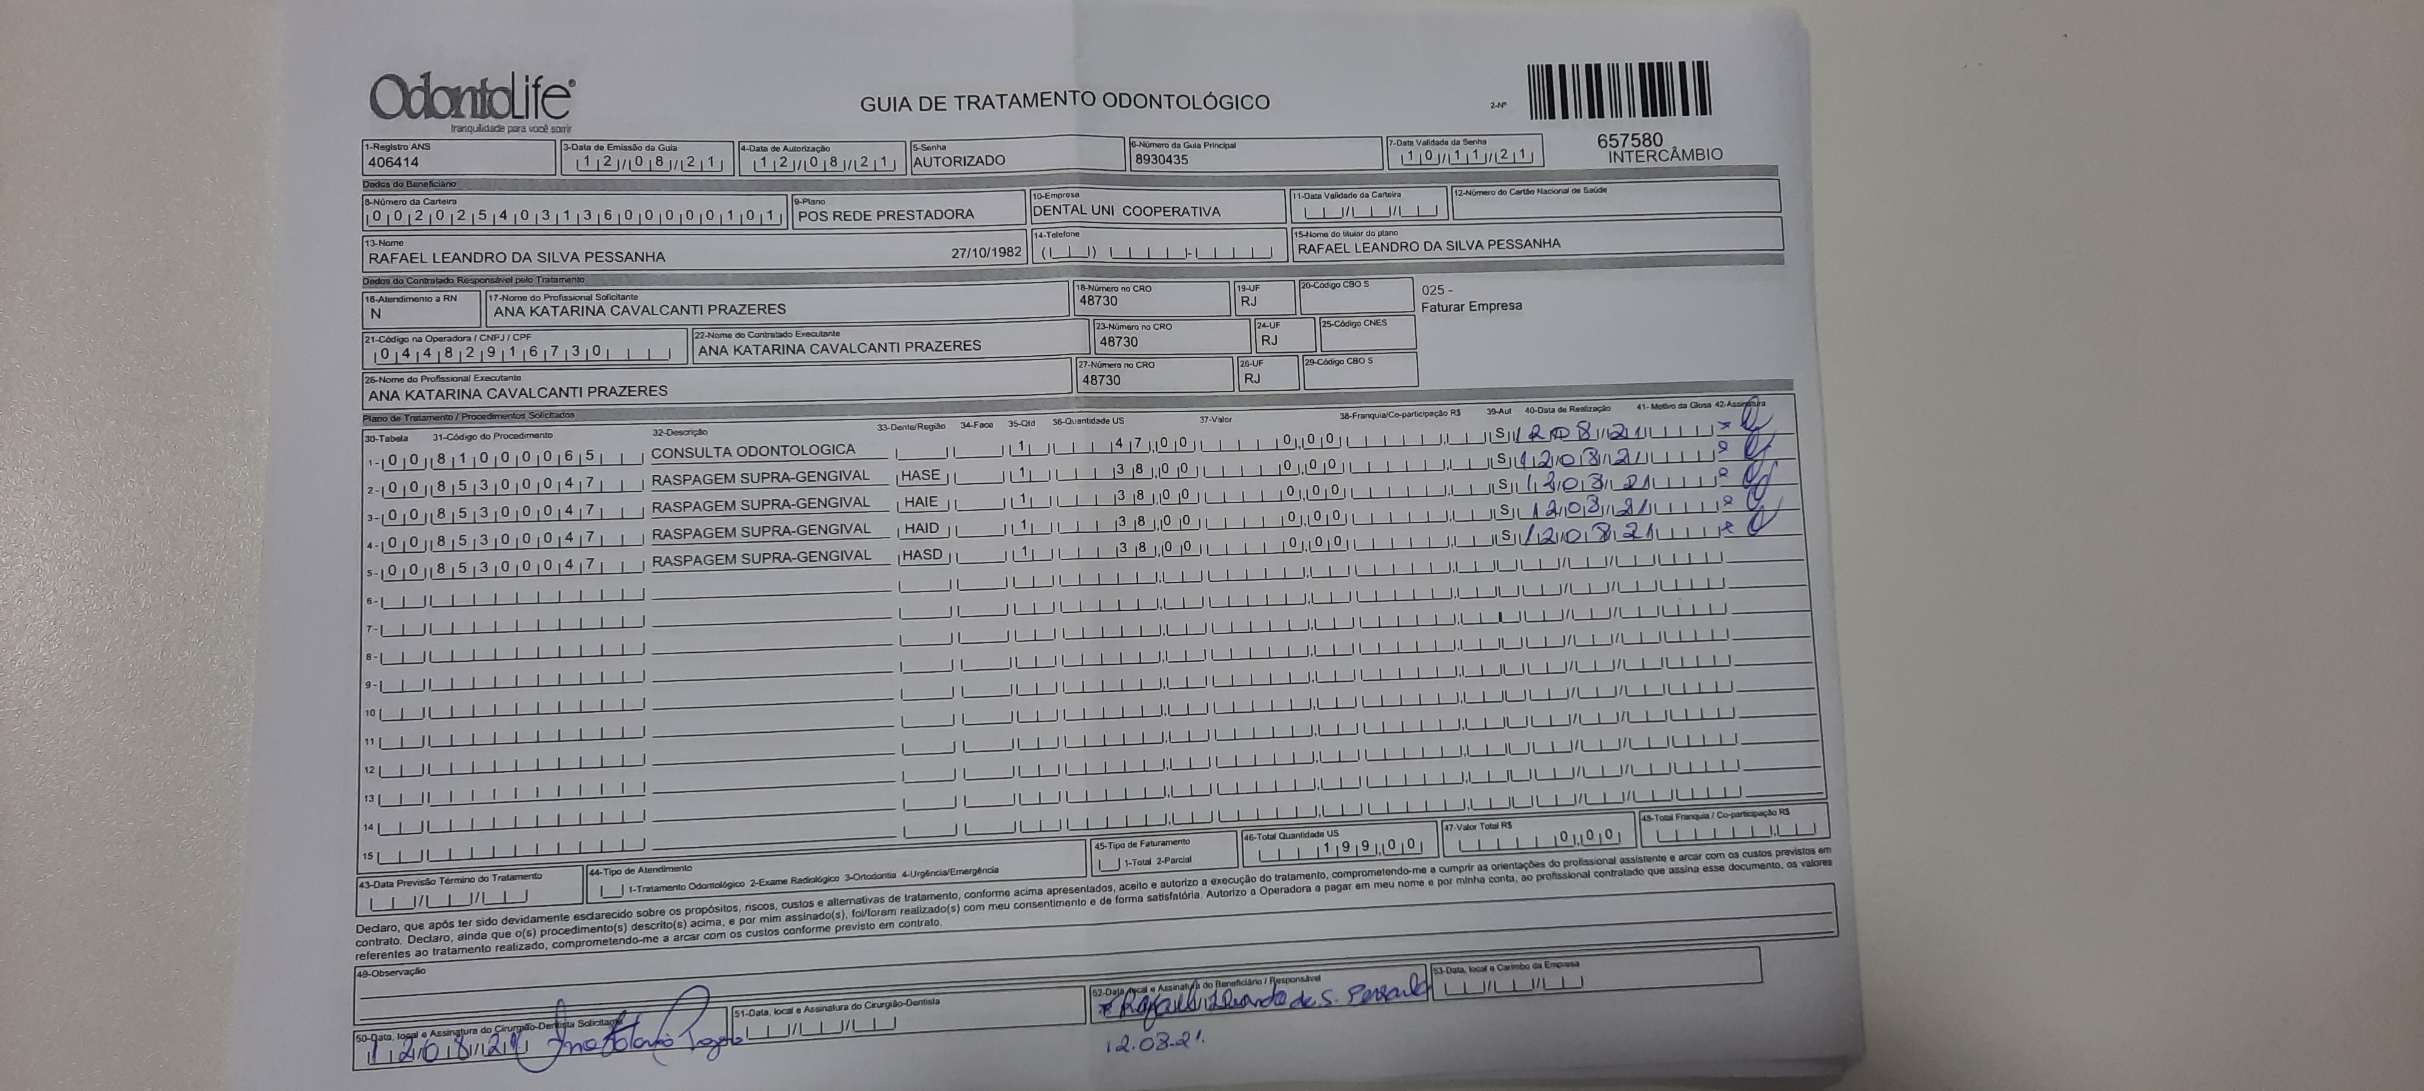 OdontoLife®
tranquilidade para você sorrir
GUIA DE TRATAMENTO ODONTOLÓGICO
2-Nº
657580
INTERCÂMBIO
1-Registro ANS
406414
3-Data de Emissão da Guia
12/08/21
4-Data de Autorização
12/08/21
5-Senha
AUTORIZADO
6-Número da Guia Principal
8930435
7-Data Validade da Senha
10/11/21
Dados do Beneficiário
8-Número da Carteira
00202540313600000101
9-Plano
POS REDE PRESTADORA
10-Empresa
DENTAL UNI COOPERATIVA
11-Data Validade da Carteira
12-Número do Cartão Nacional de Saúde
13-Nome
RAFAEL LEANDRO DA SILVA PESSANHA 27/10/1982
14-Telefone
15-Nome do titular do plano
RAFAEL LEANDRO DA SILVA PESSANHA
Dados do Contratado Responsável pelo Tratamento
16-Atendimento a RN
N
17-Nome do Profissional Solicitante
ANA KATARINA CAVALCANTI PRAZERES
18-Número no CRO
48730
19-UF
RJ
20-Código CBO S
025 -
Faturar Empresa
21-Código na Operadora / CNPJ / CPF
04482916730
22-Nome do Contratado Executante
ANA KATARINA CAVALCANTI PRAZERES
23-Número no CRO
48730
24-UF
RJ
25-Código CNES
26-Nome do Profissional Executante
ANA KATARINA CAVALCANTI PRAZERES
27-Número no CRO
48730
28-UF
RJ
29-Código CBO S
Plano de Tratamento / Procedimentos Solicitados
30-Tabela 31-Código do Procedimento 32-Descrição 33-Dente/Região 34-Face 35-Qtd 36-Quantidade US 37-Valor 38-Franquia/Co-participação R$ 39-Aut 40-Data de Realização 41- Motivo da Glosa 42-Assinatura
1- 00 81000065 CONSULTA ODONTOLOGICA 1 47,00 0,00 S 12 08 21
2- 00 85300047 RASPAGEM SUPRA-GENGIVAL HASE 1 38,00 0,00 S 12 08 21
3- 00 85300047 RASPAGEM SUPRA-GENGIVAL HAIE 1 38,00 0,00 S 12 08 21
4- 00 85300047 RASPAGEM SUPRA-GENGIVAL HAID 1 38,00 0,00 S 12 08 21
5- 00 85300047 RASPAGEM SUPRA-GENGIVAL HASD 1 38,00 0,00 S 12 08 21
6-
7-
8-
9-
10
11
12
13
14
15
43-Data Previsão Término do Tratamento
44-Tipo de Atendimento
1-Tratamento Odontológico 2-Exame Radiológico 3-Ortodontia 4-Urgência/Emergência
45-Tipo de Faturamento
1-Total 2-Parcial
46-Total Quantidade US
199,00
47-Valor Total R$
0,00
48-Total Franquia / Co-participação R$
Declaro, que após ter sido devidamente esclarecido sobre os propósitos, riscos, custos e alternativas de tratamento, conforme acima apresentados, aceito e autorizo a execução do tratamento, comprometendo-me a cumprir as orientações do profissional assistente e arcar com os custos previstos em
contrato. Declaro, ainda que o(s) procedimento(s) descrito(s) acima, e por mim assinado(s), foi/foram realizado(s) com meu consentimento e de forma satisfatória. Autorizo a Operadora a pagar em meu nome e por minha conta, ao profissional contratado que assina esse documento, os valores
referentes ao tratamento realizado, comprometendo-me a arcar com os custos conforme previsto em contrato.
49-Observação
50-Data, local e Assinatura do Cirurgião-Dentista Solicitante
12/08/21
51-Data, local e Assinatura do Cirurgião-Dentista
52-Data, local e Assinatura do Beneficiário / Responsável
Rafael Leandro da S. Pessanha
12.08.21
53-Data, local e Carimbo da Empresa